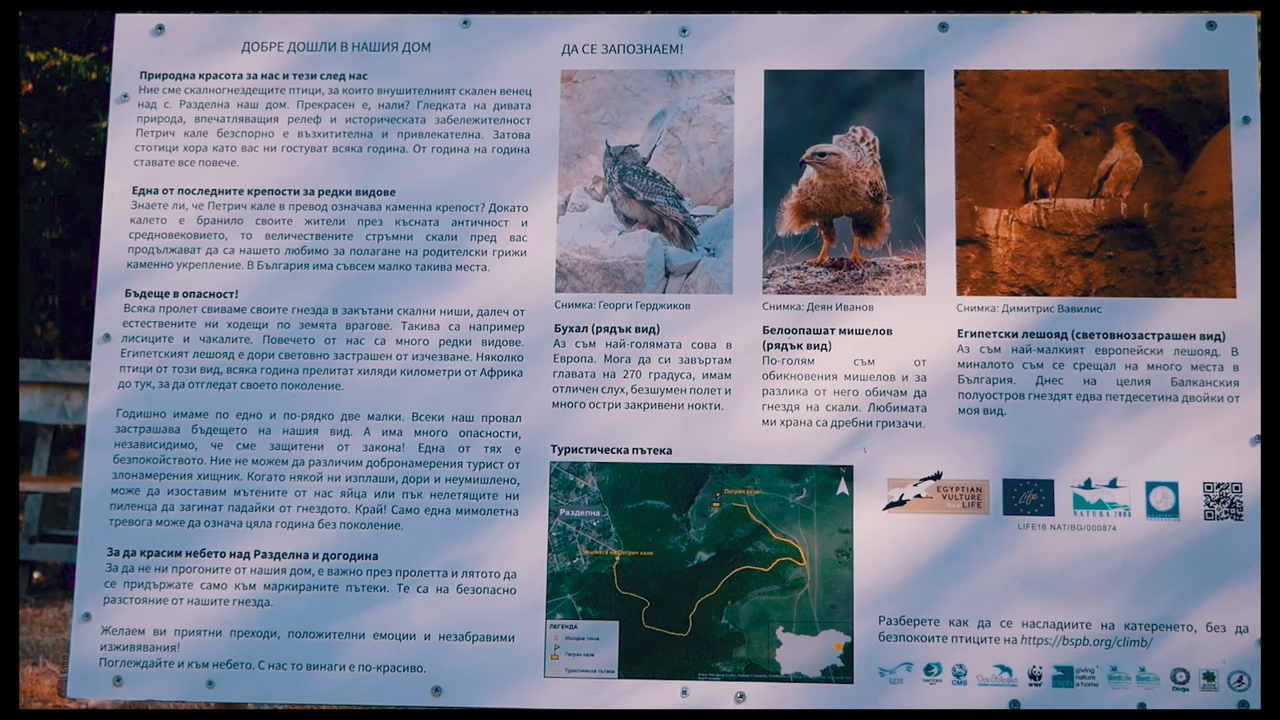 ДОБРЕ ДОШЛИ В НАШИЯ ДОМ
Природна красота за нас и тези след нас
Ние сме скалногнездещите птици, за които внушителният скален венец
над с. Разделна наш дом. Прекрасен е, нали? Гледката на дивата
природа, впечатляващия релеф и историческата забележителност
Петрич кале безспорно е възхитителна и привлекателна. Затова
стотици хора като вас ни гостуват всяка година. От година на година
ставате все повече.
Една от последните крепости за редки видове
Знаете ли, че Петрич кале в превод означава каменна крепост? Докато
калето е бранило своите жители през късната античност и
средновековието, то величествените стръмни скали пред вас
продължават да са нашето любимо за полагане на родителски грижи
каменно укрепление. В България има съвсем малко такива места.
Бъдеще в опасност!
Всяка пролет свиваме своите гнезда в закътани скални ниши, далеч от
естествените ни ходещи по земята врагове. Такива са например
лисиците и чакалите. Повечето от нас са много редки видове.
Египетският лешояд е дори световно застрашен от изчезване. Няколко
птици от този вид, всяка година прелитат хиляди километри от Африка
до тук, за да отгледат своето поколение.
Годишно имаме по едно и по-рядко две малки. Всеки наш провал
застрашава бъдещето на нашия вид. А има много опасности,
независимо, че сме защитени от закона! Една от тях е
безпокойството. Ние не можем да различим добронамерения турист от
злонамерения хищник. Когато някой ни изплаши, дори и неумишлено,
може да изоставим мътените от нас яйца или пък нелетящите ни
пиленца да загинат падайки от гнездото. Край! Само една мимолетна
тревога може да означа цяла година без поколение.
За да красим небето над Разделна и догодина
За да не ни прогоните от нашия дом, е важно през пролетта и лятото да
се придържате само към маркираните пътеки. Те са на безопасно
разстояние от нашите гнезда.
Желаем ви приятни преходи, положителни емоции и незабравими
изживявания!
Поглеждайте и към небето. С нас то винаги е по-красиво.
ДА СЕ ЗАПОЗНАЕМ!
Снимка: Георги Герджиков
Бухал (рядък вид)
Аз съм най-голямата сова в
Европа. Мога да си завъртам
главата на 270 градуса, имам
отличен слух, безшумен полет и
много остри закривени нокти.
Снимка: Деян Иванов
Белоопашат мишелов
(рядък вид)
По-голям съм от
обикновения мишелов и за
разлика от него обичам да
гнездя на скали. Любимата
ми храна са дребни гризачи.
Снимка: Димитрис Вавилис
Египетски лешояд (световнозастрашен вид)
Аз съм най-малкият европейски лешояд. В
миналото съм се срещал на много места в
България. Днес на целия Балканския
полуостров гнездят едва петдесетина двойки от
моя вид.
Туристическа пътека
Петрич кале
Разделна
Петрич кале
N
ЛЕГЕНДА
Изходна точка
Петрич кале
Туристическа пътека
EGYPTIAN
VULTURE
LIFE
Life
NATURA 2000
LIFE16 NAT/BG/000874
Разберете как да се насладите на катеренето, без да
безпокоите птиците на https://bspb.org/climb/
CMS
WWF
giving
nature
a home
BirdLife
BirdLife
Doğa